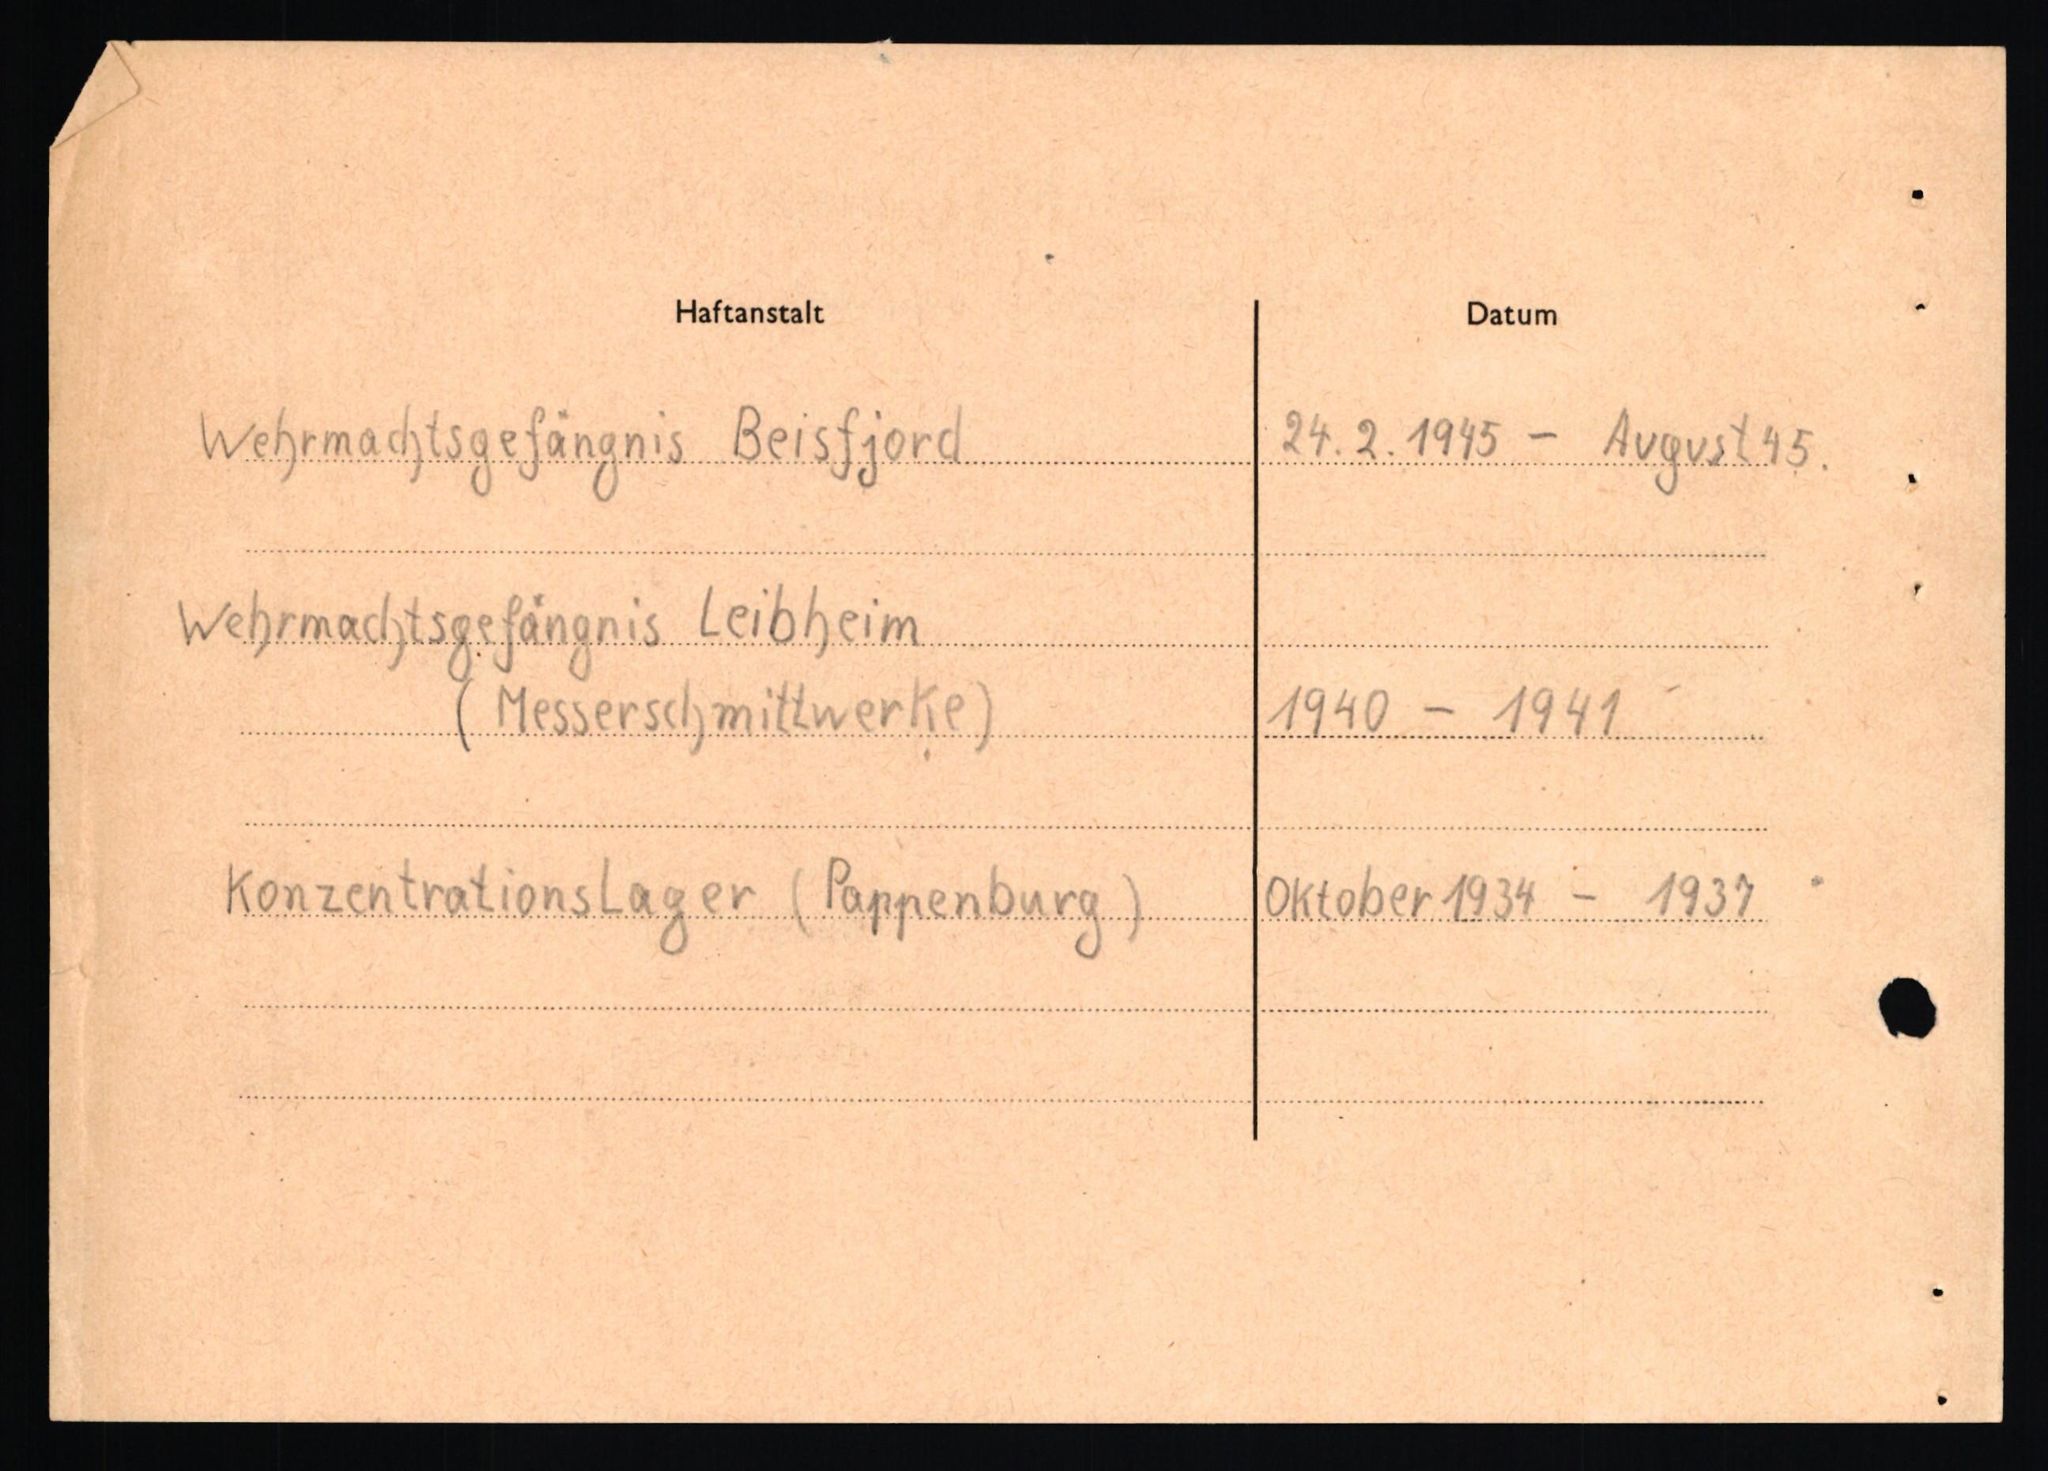 Haftanstalt Datum
Wehrmachtsgefängnis Beisfjord 24.2.1945 - August 45.
Wehrmachtsgefängnis Leibheim
(Messerschmittwerke) 1940 - 1941
Konzentrationslager (Pappenburg) Oktober 1934 - 1937